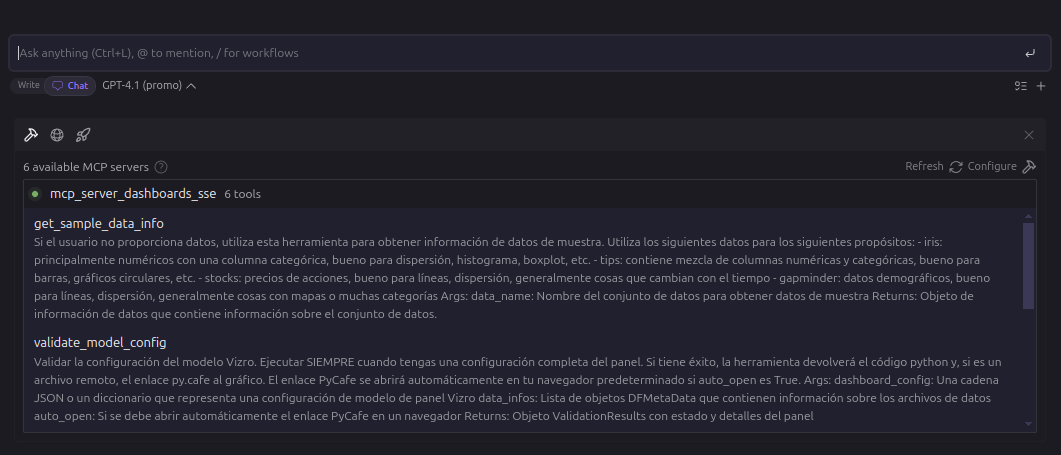 Ask anything (Ctrl+L), @ to mention, / for workflows
Write Chat GPT-4.1 (promo)
6 available MCP servers
Refresh Configure
mcp_server_dashboards_sse 6 tools
get_sample_data_info
Si el usuario no proporciona datos, utiliza esta herramienta para obtener información de datos de muestra. Utiliza los siguientes datos para los siguientes propósitos: - iris:
principalmente numéricos con una columna categórica, bueno para dispersión, histograma, boxplot, etc. - tips: contiene mezcla de columnas numéricas y categóricas, bueno para
barras, gráficos circulares, etc. - stocks: precios de acciones, bueno para líneas, dispersión, generalmente cosas que cambian con el tiempo - gapminder: datos demográficos, bueno
para líneas, dispersión, generalmente cosas con mapas o muchas categorías Args: data_name: Nombre del conjunto de datos para obtener datos de muestra Returns: Objeto de
información de datos que contiene información sobre el conjunto de datos.
validate_model_config
Validar la configuración del modelo Vizro. Ejecutar SIEMPRE cuando tengas una configuración completa del panel. Si tiene éxito, la herramienta devolverá el código python y, si es un
archivo remoto, el enlace py.cafe al gráfico. El enlace PyCafe se abrirá automáticamente en tu navegador predeterminado si auto_open es True. Args: dashboard_config: Una cadena
JSON o un diccionario que representa una configuración de modelo de panel Vizro data_infos: Lista de objetos DFMetaData que contienen información sobre los archivos de datos
auto_open: Si se debe abrir automáticamente el enlace PyCafe en un navegador Returns: Objeto ValidationResults con estado y detalles del panel